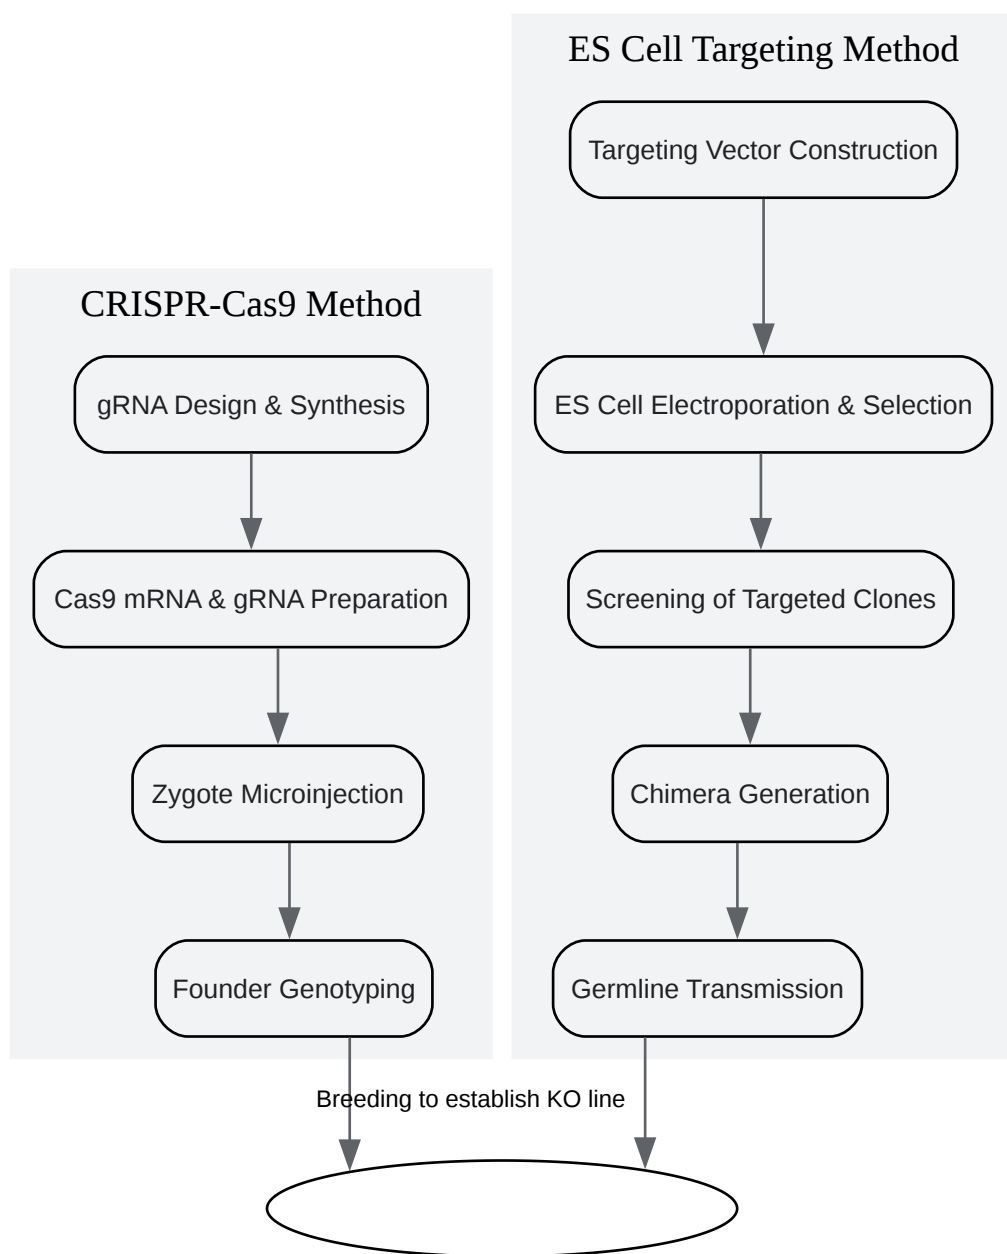 ES Cell Targeting Method
Targeting Vector Construction
CRISPR-Cas9 Method
gRNA Design & Synthesis
ES Cell Electroporation & Selection
Cas9 mRNA & gRNA Preparation
Screening of Targeted Clones
Zygote Microinjection
Chimera Generation
Founder Genotyping
Germline Transmission
Breeding to establish KO line